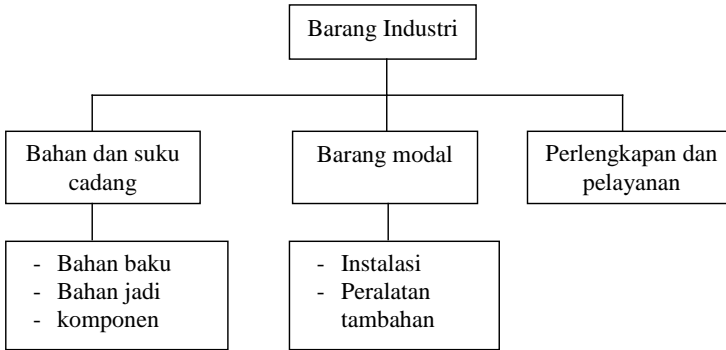 Barang Industri
Bahan dan suku
cadang
Barang modal
Perlengkapan dan
pelayanan
- Bahan baku
- Bahan jadi
- komponen
- Instalasi
- Peralatan
tambahan